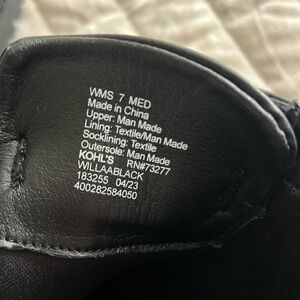 WMS 7 MED
Made in China
Upper: Man Made
Lining: Textile/Man Made
Socklining: Textile
Outersole: Man Made
KOHL'S RN#73277
WILLAABLACK
183255 04/23
400282584050